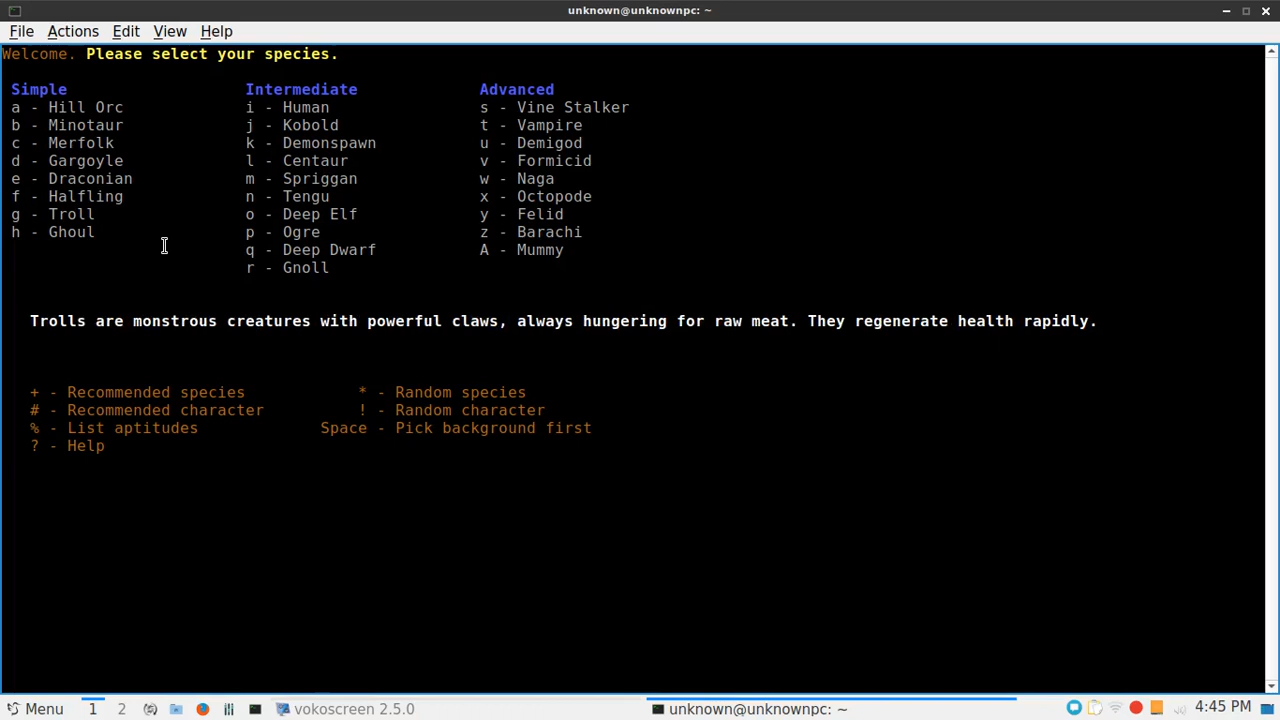 unknown@unknownpc: ~
File Actions Edit View Help
Welcome. Please select your species.
Simple Intermediate Advanced
a - Hill Orc i - Human s - Vine Stalker
b - Minotaur j - Kobold t - Vampire
c - Merfolk k - Demonspawn u - Demigod
d - Gargoyle l - Centaur v - Formicid
e - Draconian m - Spriggan w - Naga
f - Halfling n - Tengu x - Octopode
g - Troll o - Deep Elf y - Felid
h - Ghoul p - Ogre z - Barachi
q - Deep Dwarf A - Mummy
r - Gnoll
Trolls are monstrous creatures with powerful claws, always hungering for raw meat. They regenerate health rapidly.
+ - Recommended species * - Random species
# - Recommended character ! - Random character
% - List aptitudes Space - Pick background first
? - Help
Menu 1 2 vokoscreen 2.5.0 unknown@unknownpc: ~ 4:45 PM